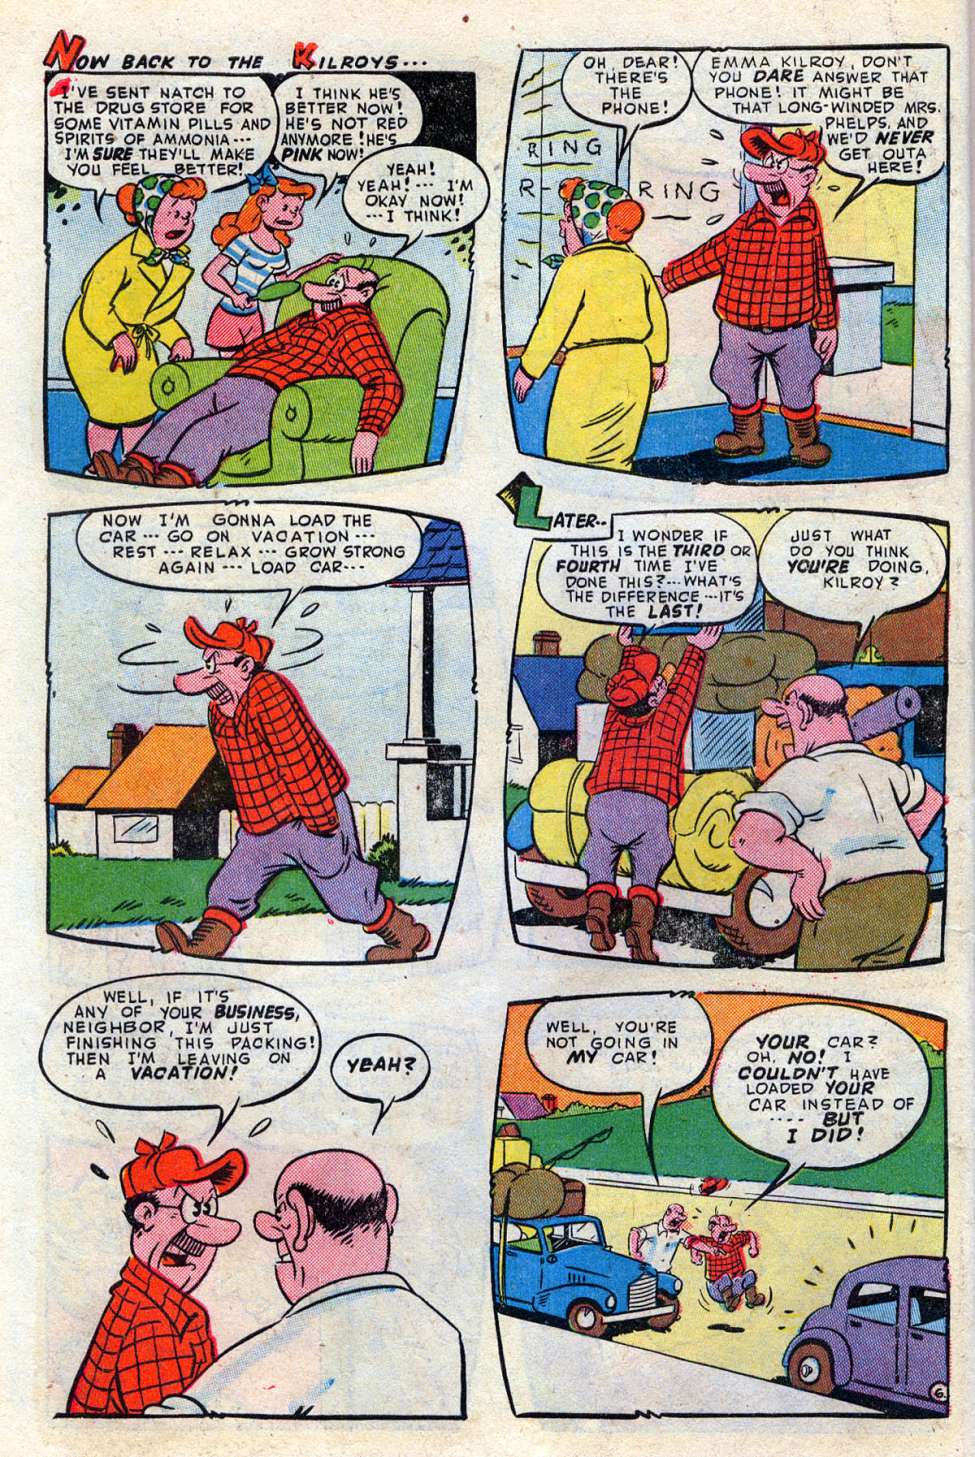 NOW BACK TO THE KILROYS...
I'VE SENT NATCH TO
THE DRUG STORE FOR
SOME VITAMIN PILLS AND
SPIRITS OF AMMONIA---
I'M SURE THEY'LL MAKE
YOU FEEL BETTER!
I THINK HE'S
BETTER NOW!
HE'S NOT RED
ANYMORE! HE'S
PINK NOW!
YEAH!
YEAH!--- I'M
OKAY NOW!
---I THINK!
OH, DEAR!
THERE'S
THE
PHONE!
RING
R-
RING
EMMA KILROY, DON'T
YOU DARE ANSWER THAT
PHONE! IT MIGHT BE
THAT LONG-WINDED MRS.
PHELPS, AND
WE'D NEVER
GET OUTA
HERE!
NOW I'M GONNA LOAD THE
CAR --- GO ON VACATION---
REST --- RELAX --- GROW STRONG
AGAIN --- LOAD CAR---
LATER--
I WONDER IF
THIS IS THE THIRD OR
FOURTH TIME I'VE
DONE THIS?--- WHAT'S
THE DIFFERENCE---IT'S
THE LAST!
JUST WHAT
DO YOU THINK
YOU'RE DOING,
KILROY?
WELL, IF IT'S
ANY OF YOUR BUSINESS,
NEIGHBOR, I'M JUST
FINISHING THIS PACKING!
THEN I'M LEAVING ON
A VACATION!
YEAH?
WELL, YOU'RE
NOT GOING IN
MY CAR!
YOUR CAR?
OH, NO! I
COULDN'T HAVE
LOADED YOUR
CAR INSTEAD OF
---- BUT
I DID!
6